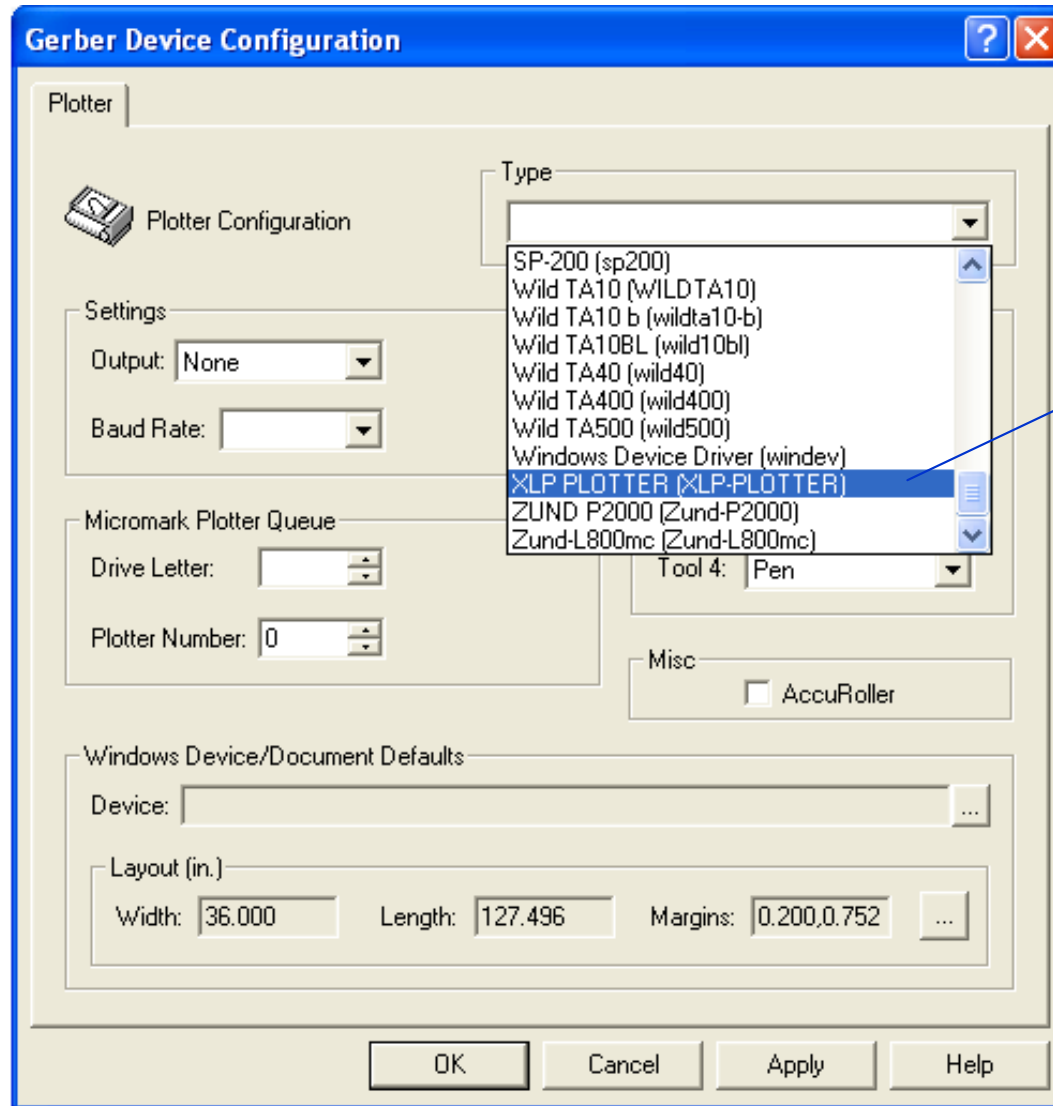 Gerber Device Configuration
Plotter
Plotter Configuration
Type
SP-200 (sp200)
Wild TA10 (WILDTA10)
Wild TA10 b (wildta10-b)
Wild TA10BL (wild10bl)
Wild TA40 (wild40)
Wild TA400 (wild400)
Wild TA500 (wild500)
Windows Device Driver (windev)
XLP PLOTTER (XLP-PLOTTER)
ZUND P2000 (Zund-P2000)
Zund-L800mc (Zund-L800mc)
Settings
Output: None
Baud Rate:
Micromark Plotter Queue
Drive Letter:
Plotter Number: 0
Tool 4: Pen
Misc
AccuRoller
Windows Device/Document Defaults
Device: ...
Layout (in.)
Width: 36.000 Length: 127.496 Margins: 0.200,0.752 ...
OK Cancel Apply Help